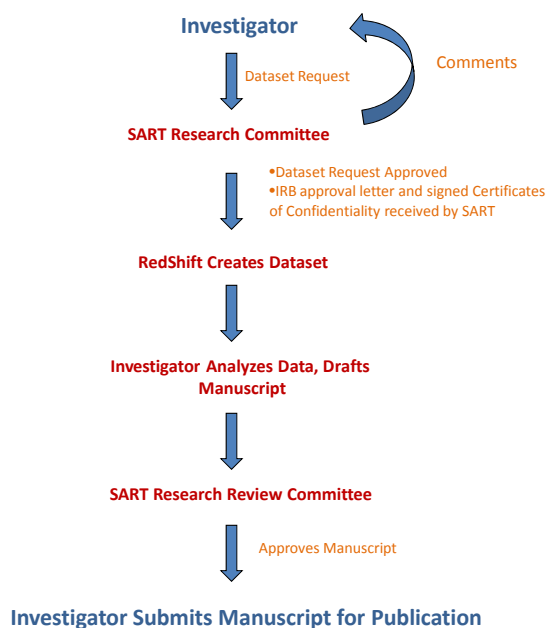 Investigator
Comments
Dataset Request
SART Research Committee
•Dataset Request Approved
•IRB approval letter and signed Certificates
of Confidentiality received by SART
RedShift Creates Dataset
Investigator Analyzes Data, Drafts
Manuscript
SART Research Review Committee
Approves Manuscript
Investigator Submits Manuscript for Publication